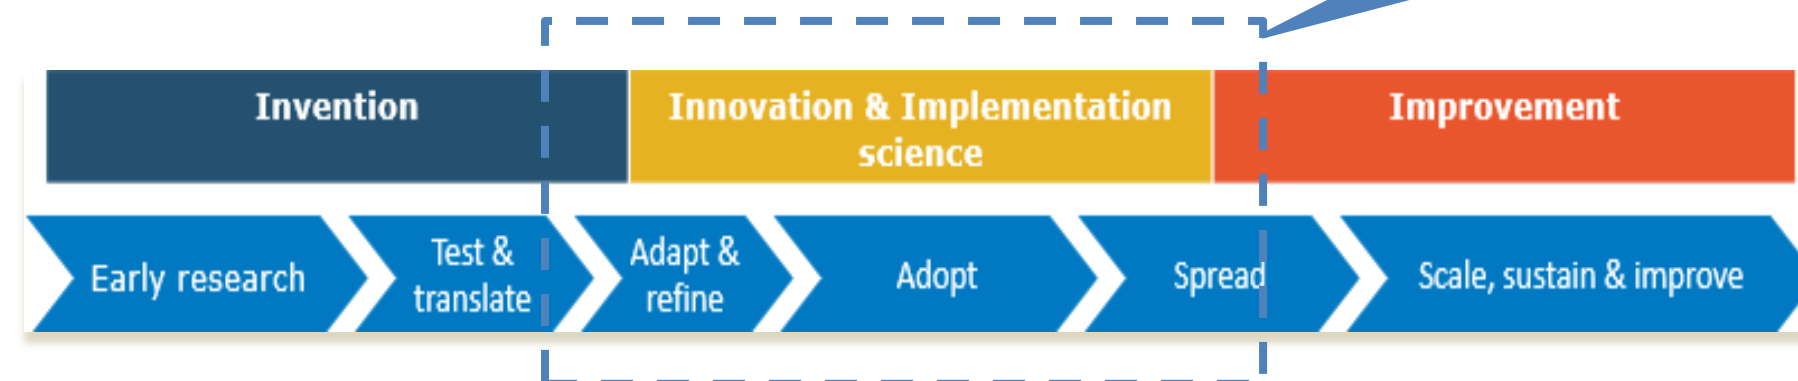 Invention
Innovation & Implementation
science
Improvement
Early research
Test &
translate
Adapt &
refine
Adopt
Spread
Scale, sustain & improve